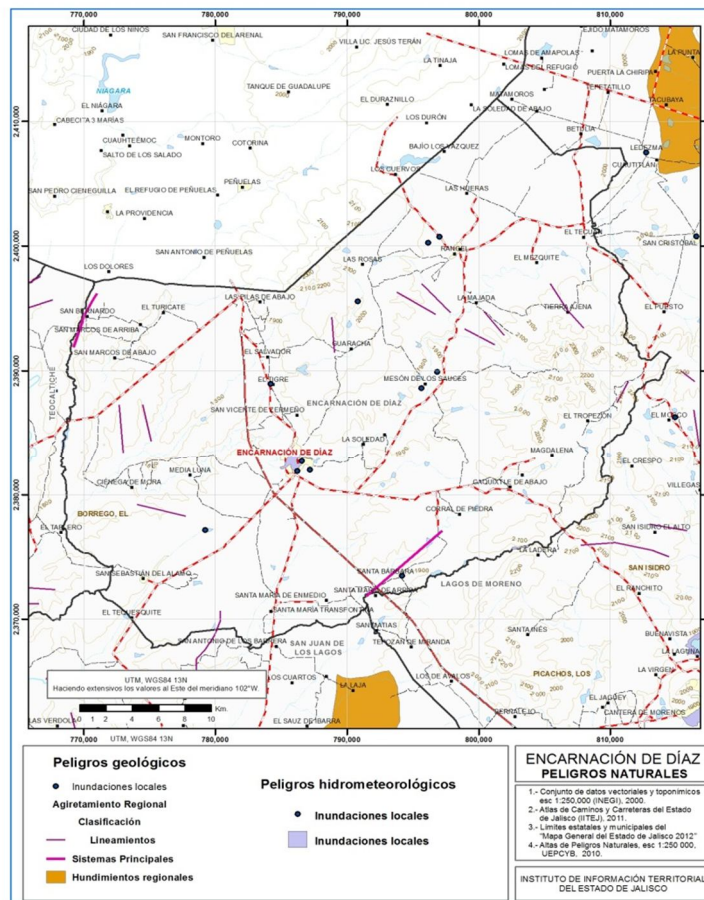 770,000
780,000
790,000
800,000
810,000
CIUDAD DE LOS NIÑOS
SAN FRANCISCO DEL ARENAL
VILLA LIC. JESÚS TERÁN
EJIDO MATAMOROS
LOMAS DE AMAPOLAS
LA PUNTA
LA TINAJA
LOMAS DEL REFUGIO
PUERTA LA CHIRIPA
NIÁGARA
TANQUE DE GUADALUPE
TEPETATILLO
EL NIÁGARA
EL DURAZNILLO
MATAMOROS
LA SOLEDAD DE ABAJO
TACUBAYA
2,410,000
CABECITA 3 MARÍAS
LOS DURÓN
BETULIA
CUAUHTÉMOC
MONTORO
COTORINA
SALTO DE LOS SALADO
BAJÍO LOS VÁZQUEZ
LEDEZMA
CUAUTITLÁN
LOS CUERVOS
SAN PEDRO CIENEGUILLA
EL REFUGIO DE PEÑUELAS
PEÑUELAS
LAS HIGUERAS
LA PROVIDENCIA
EL TECUÁN
2,400,000
SAN CRISTÓBAL
SAN ANTONIO DE PEÑUELAS
RANGEL
LOS DOLORES
LAS ROSAS
EL MEZQUITE
SAN BERNARDO
EL TURICATE
LAS PILAS DE ABAJO
LA MAJADA
TIERRA AJENA
EL PUESTO
SAN MARCOS DE ARRIBA
SAN MARCOS DE ABAJO
EL SALVADOR
GUARACHA
2,390,000
TEOCALTICHE
EL TIGRE
MESÓN DE LOS SAUCES
SAN VICENTE DE ZERMEÑO
ENCARNACIÓN DE DÍAZ
EL TROPEZÓN
LA SOLEDAD
ENCARNACIÓN DE DÍAZ
MAGDALENA
EL CRESPO
MEDIA LUNA
CIÉNEGA DE MORA
CAQUIXTLE DE ABAJO
VILLEGAS
2,380,000
BORREGO, EL
CORRAL DE PIEDRA
EL TABLERO
SAN ISIDRO EL ALTO
LA LADERA
SAN SEBASTIÁN DEL ÁLAMO
SANTA BÁRBARA
LAGOS DE MORENO
SAN ISIDRO
SANTA MARÍA DE ENMEDIO
EL RANCHITO
2,370,000
EL TEQUESQUITE
SANTA MARÍA TRANSPONTINA
SAN MATÍAS
SANTA INÉS
BUENAVISTA
SAN ANTONIO DE LOS BARRERA
SAN JUAN DE
LOS LAGOS
TEPOZÁN DE MIRANDA
LA LAGUNA
LA VIRGEN
UTM, WGS84 13N
Haciendo extensivos los valores al Este del meridiano 102°W.
LOS CUARTOS
LA LAJA
LOS DE ÁVALOS
PICACHOS, LOS
EL JAGÜEY
CANTERA DE MORENOS
0 1 2 4 6 8 10
Km.
EL SAUZ DE IBARRA
BERNALEJO
770,000
UTM, WGS84 13N
780,000
790,000
800,000
810,000
Peligros geológicos
Inundaciones locales
Agiretamiento Regional
Clasificación
Lineamientos
Sistemas Principales
Hundimientos regionales
Peligros hidrometeorológicos
Inundaciones locales
Inundaciones locales
ENCARNACIÓN DE DÍAZ
PELIGROS NATURALES
1.- Conjunto de datos vectoriales y toponímicos
esc 1:250,000 (INEGI), 2000.
2.- Atlas de Caminos y Carreteras del Estado
de Jalisco (IITEJ), 2011.
3.- Límites estatales y municipales del
"Mapa General del Estado de Jalisco 2012"
4.- Altas de Peligros Naturales, esc 1:250 000,
UEPCYB, 2010.
INSTITUTO DE INFORMACIÓN TERRITORIAL
DEL ESTADO DE JALISCO